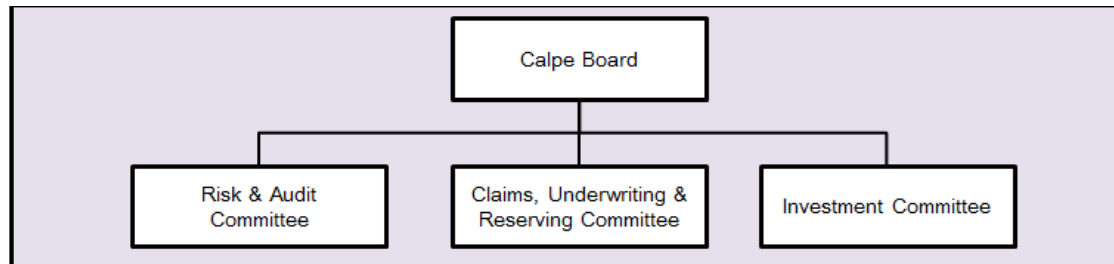 Calpe Board
Risk & Audit
Committee
Claims, Underwriting &
Reserving Committee
Investment Committee